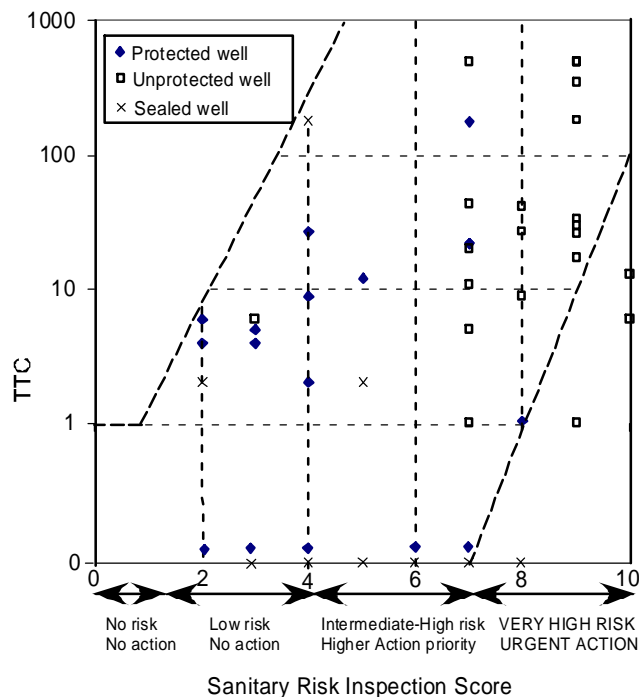 1000
Protected well
Unprotected well
Sealed well
100
10
TTC
1
0
0 2 4 6 8 10
No risk Low risk Intermediate-High risk VERY HIGH RISK
No action No action Higher Action priority URGENT ACTION
Sanitary Risk Inspection Score